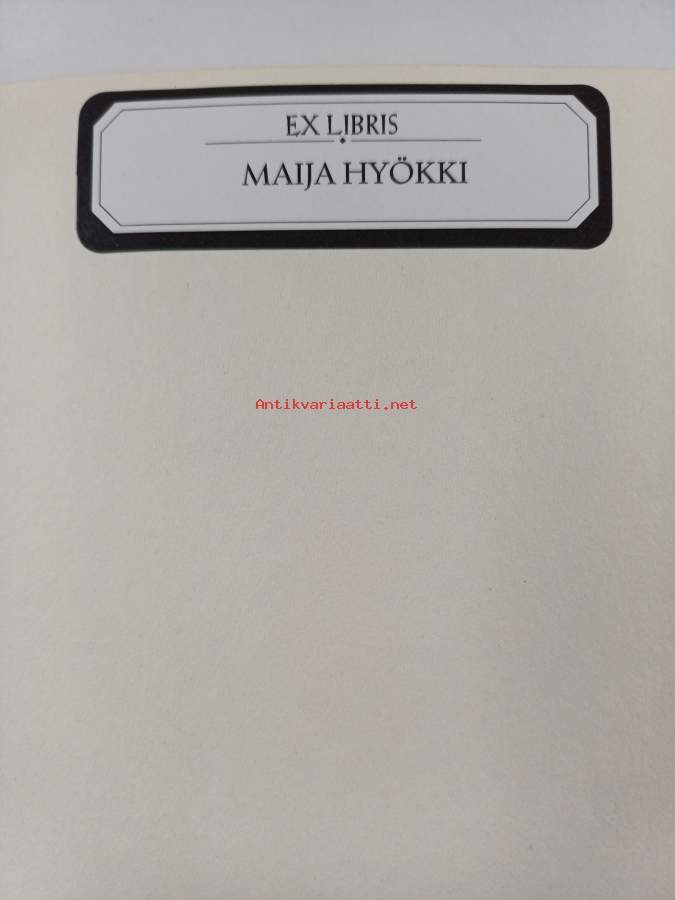 EX LIBRIS
MAIJA HYÖKKI
Antikvariaatti.net